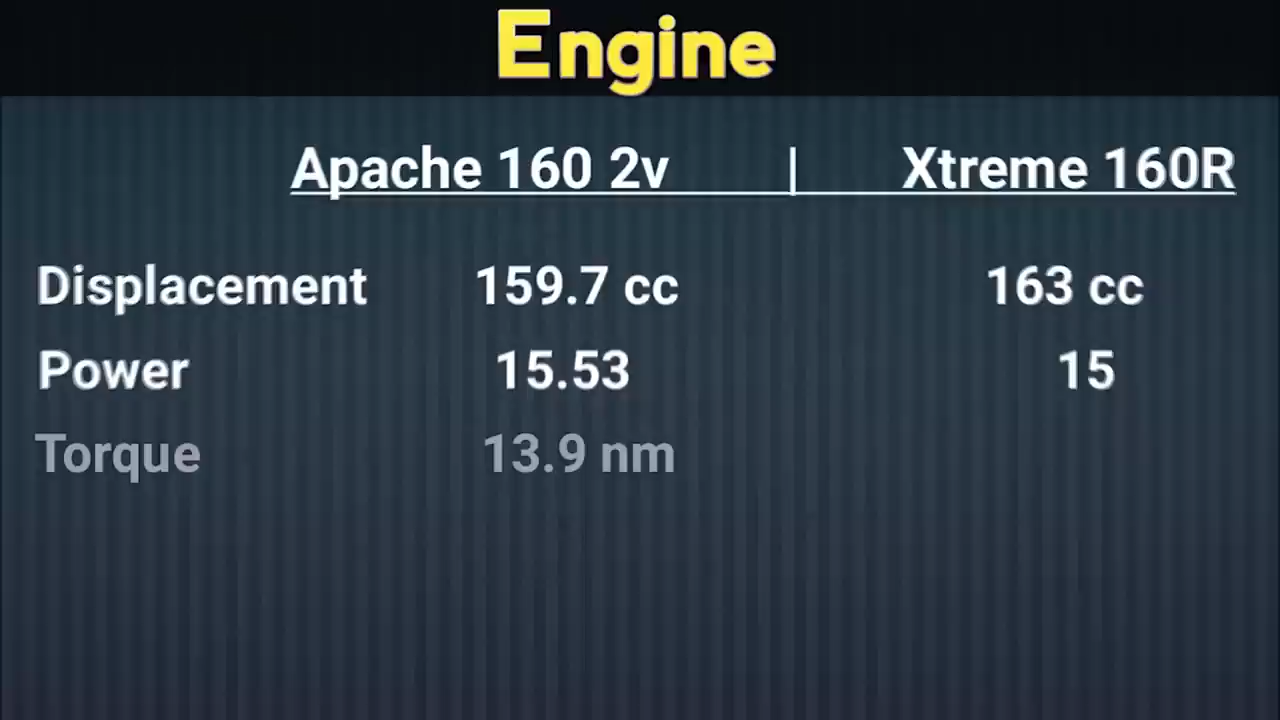 Engine
Apache 160 2v | Xtreme 160R
Displacement 159.7 cc 163 cc
Power 15.53 15
Torque 13.9 nm